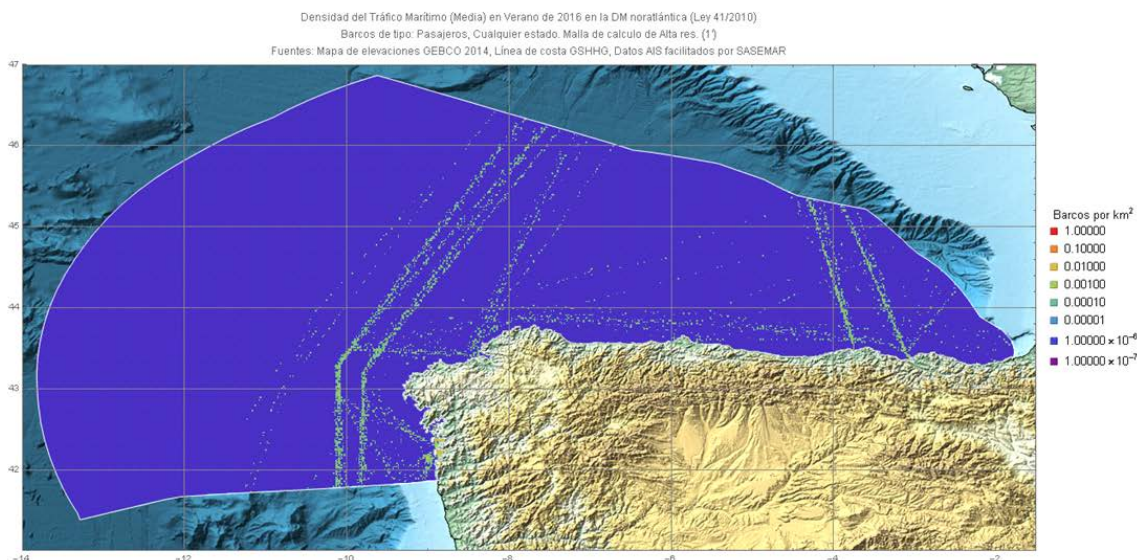 Densidad del Tráfico Marítimo (Media) en Verano de 2016 en la DM noratlántica (Ley 41/2010)
Barcos de tipo: Pasajeros, Cualquier estado. Malla de calculo de Alta res. (1')
Fuentes: Mapa de elevaciones GEBCO 2014, Línea de costa GSHHG, Datos AIS facilitados por SASEMAR
47
46
45
44
43
42
Barcos por km²
1.00000
0.10000
0.01000
0.00100
0.00010
0.00001
1.00000 × 10⁻⁶
1.00000 × 10⁻⁷
-14 -12 -10 -8 -6 -4 -2